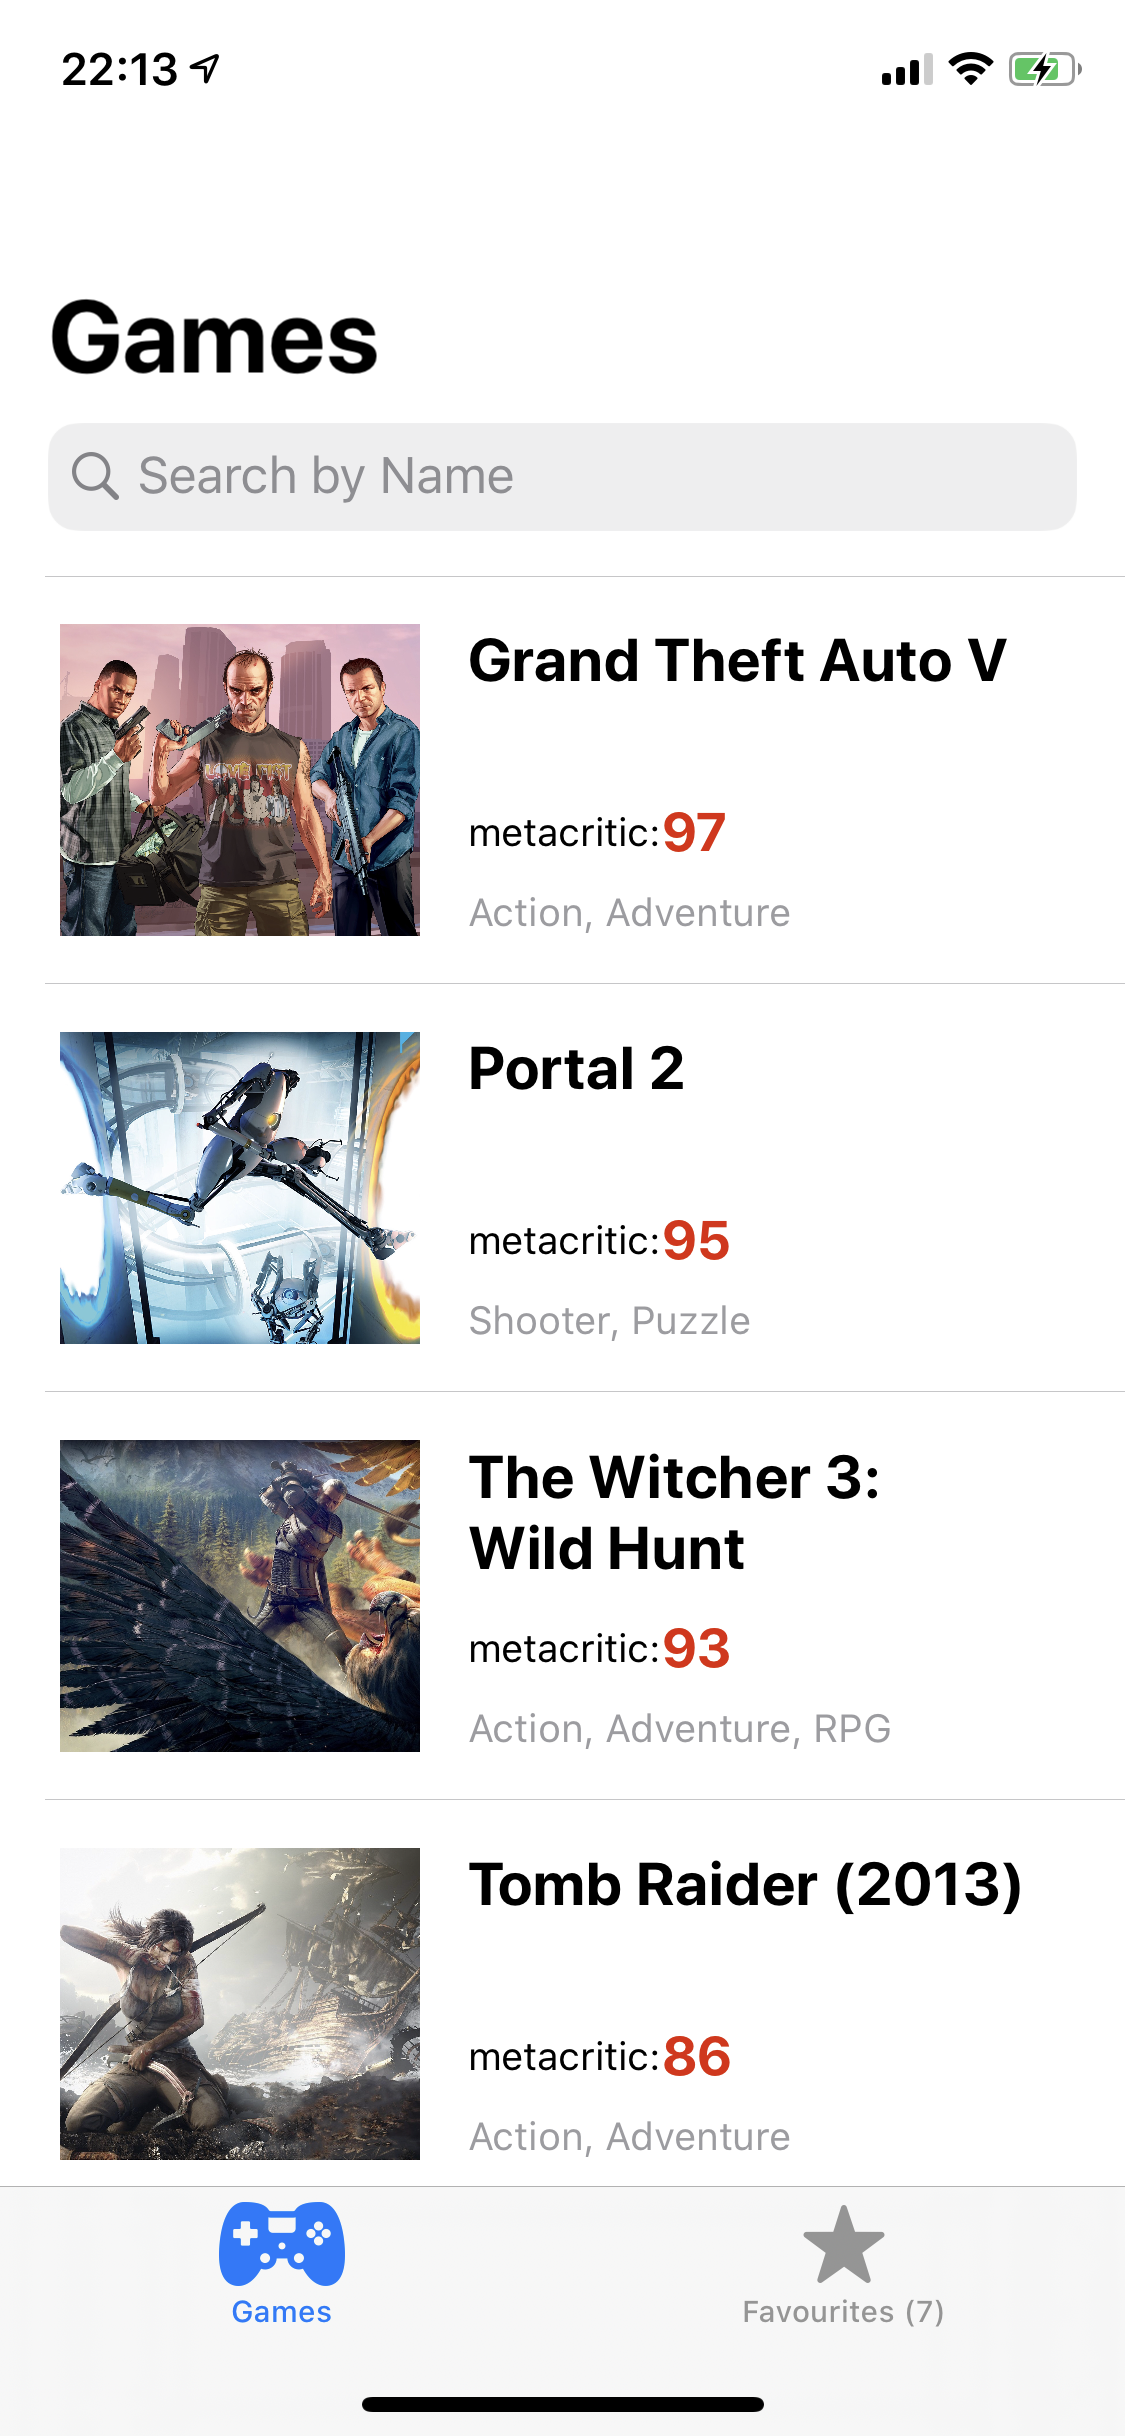 22:13
Games
Search by Name
Grand Theft Auto V
metacritic:97
Action, Adventure
Portal 2
metacritic:95
Shooter, Puzzle
The Witcher 3:
Wild Hunt
metacritic:93
Action, Adventure, RPG
Tomb Raider (2013)
metacritic:86
Action, Adventure
Games
Favourites (7)